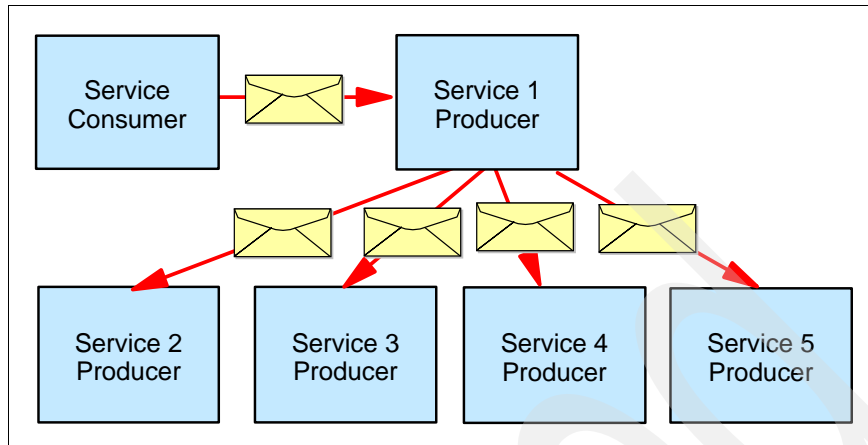 Service
Consumer
Service 1
Producer
Service 2
Producer
Service 3
Producer
Service 4
Producer
Service 5
Producer